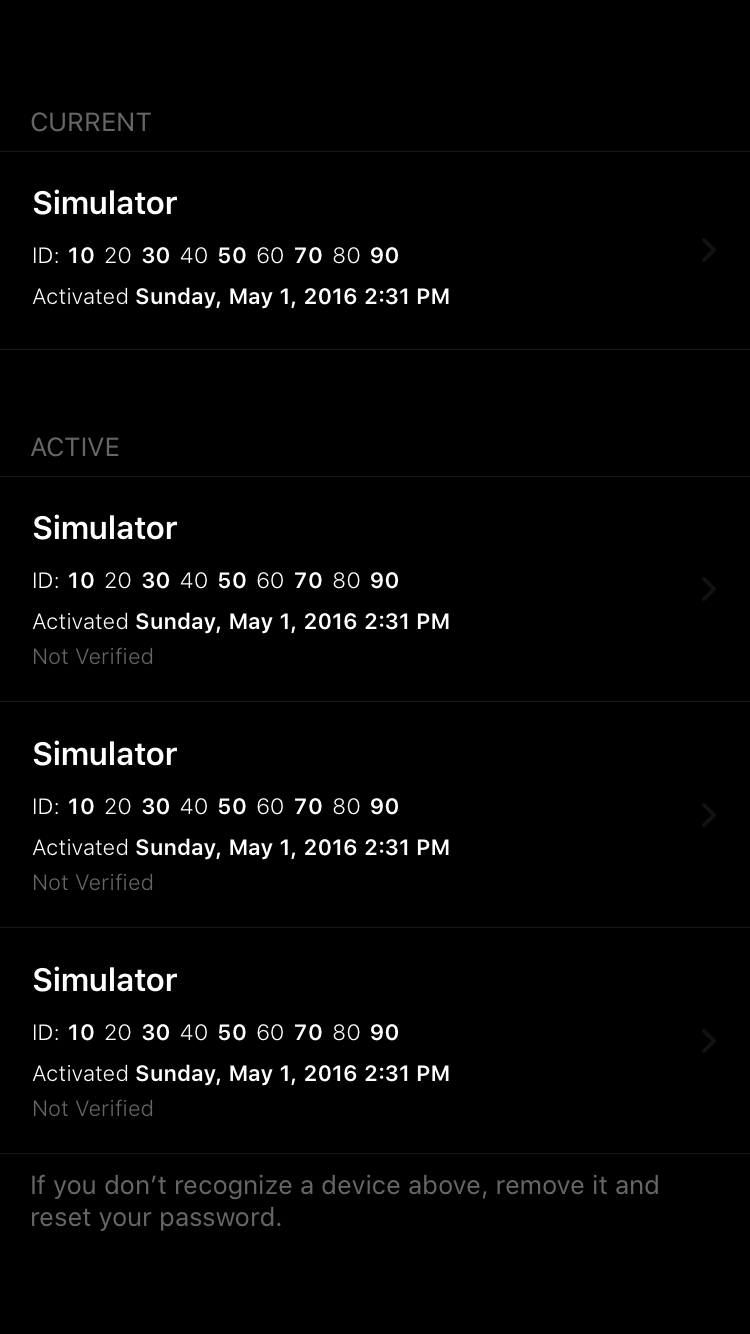 CURRENT
Simulator
ID: 10 20 30 40 50 60 70 80 90
Activated Sunday, May 1, 2016 2:31 PM
ACTIVE
Simulator
ID: 10 20 30 40 50 60 70 80 90
Activated Sunday, May 1, 2016 2:31 PM
Not Verified
Simulator
ID: 10 20 30 40 50 60 70 80 90
Activated Sunday, May 1, 2016 2:31 PM
Not Verified
Simulator
ID: 10 20 30 40 50 60 70 80 90
Activated Sunday, May 1, 2016 2:31 PM
Not Verified
If you don’t recognize a device above, remove it and
reset your password.